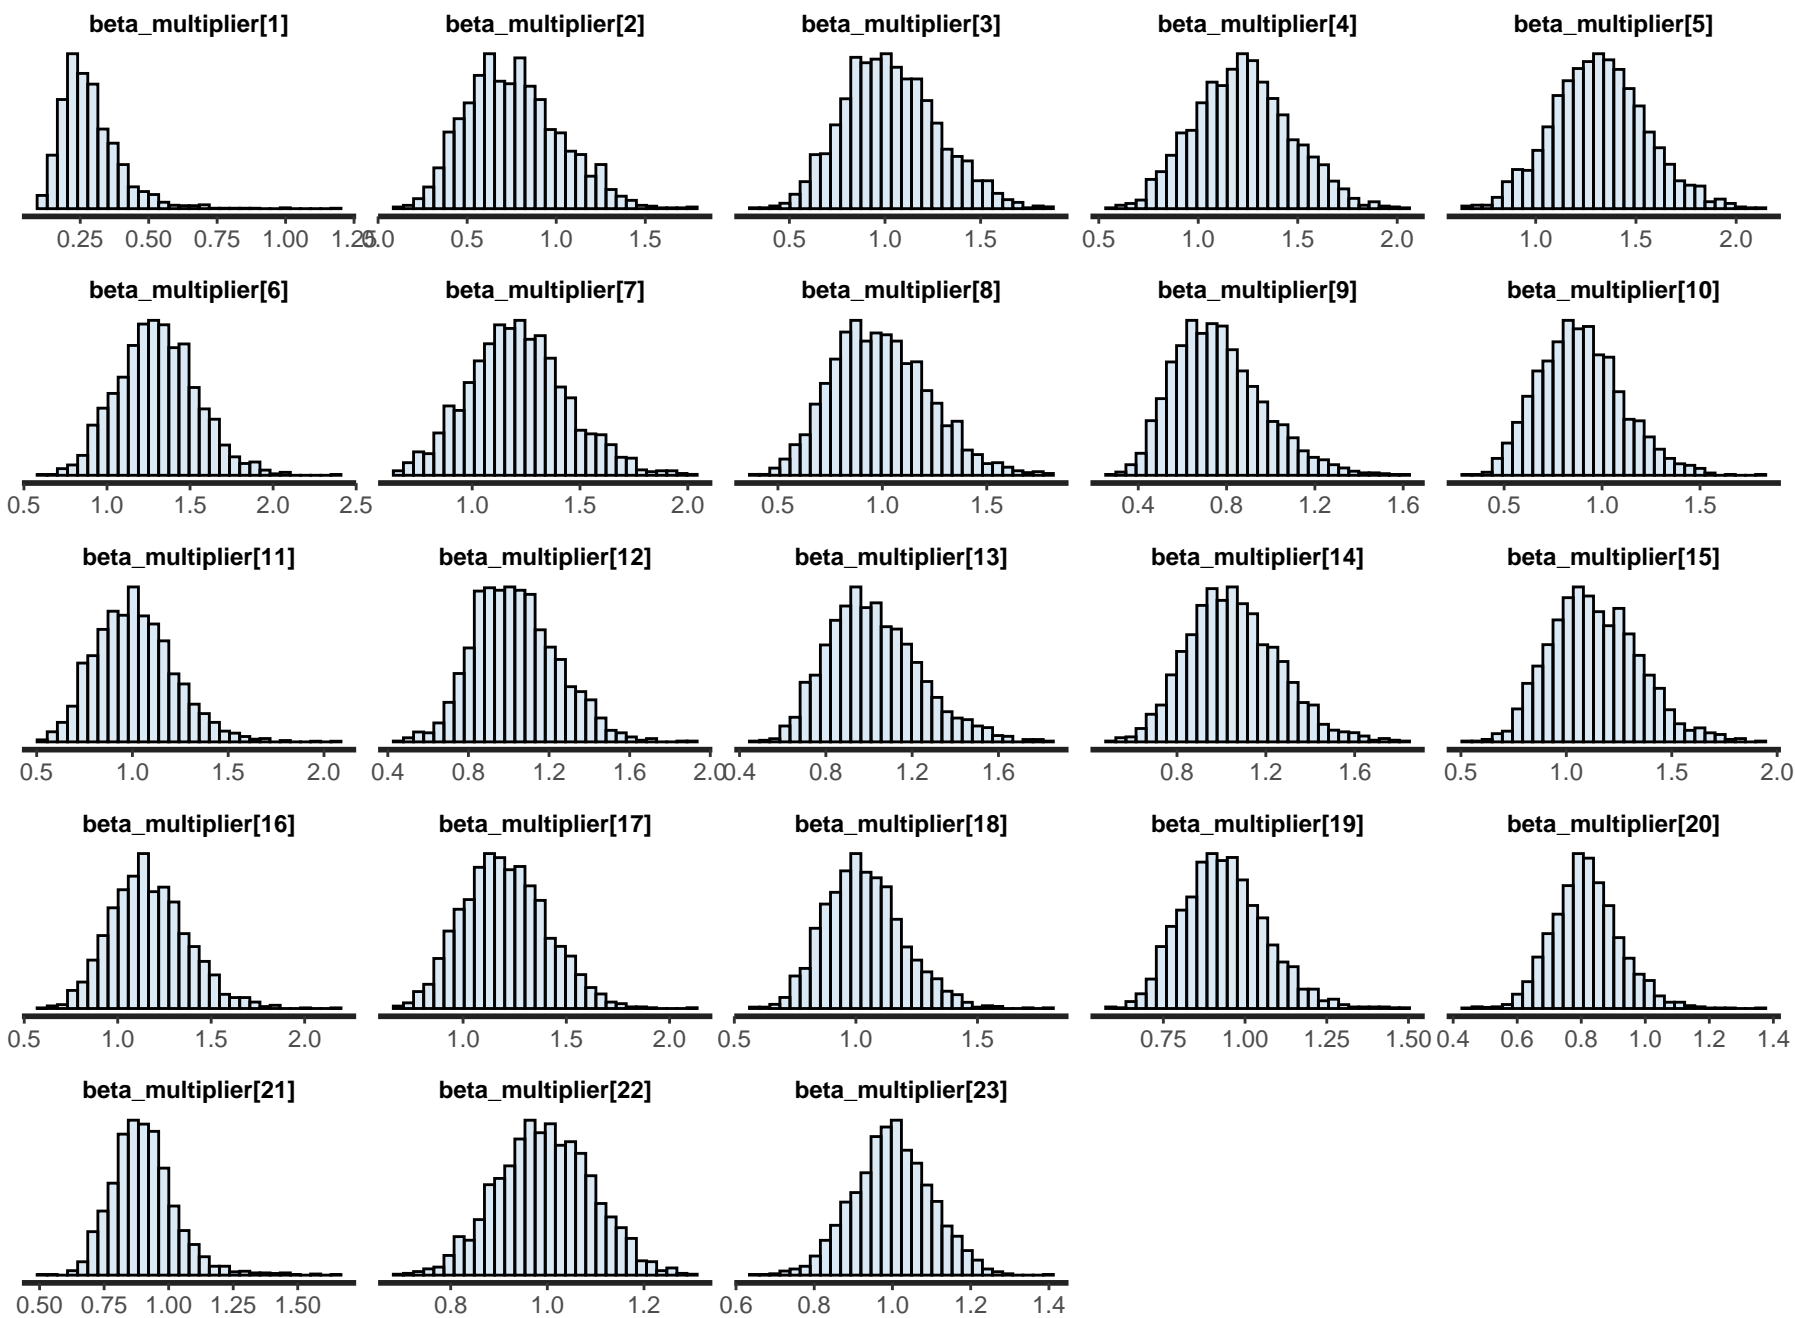 beta_multiplier[1] beta_multiplier[2] beta_multiplier[3] beta_multiplier[4] beta_multiplier[5]
0.25 0.50 0.75 1.00 1.25 0.0 0.5 1.0 1.5 0.5 1.0 1.5 0.5 1.0 1.5 2.0 1.0 1.5 2.0
beta_multiplier[6] beta_multiplier[7] beta_multiplier[8] beta_multiplier[9] beta_multiplier[10]
0.5 1.0 1.5 2.0 2.5 1.0 1.5 2.0 0.5 1.0 1.5 0.4 0.8 1.2 1.6 0.5 1.0 1.5
beta_multiplier[11] beta_multiplier[12] beta_multiplier[13] beta_multiplier[14] beta_multiplier[15]
0.5 1.0 1.5 2.0 0.4 0.8 1.2 1.6 2.0 0.4 0.8 1.2 1.6 0.8 1.2 1.6 0.5 1.0 1.5 2.0
beta_multiplier[16] beta_multiplier[17] beta_multiplier[18] beta_multiplier[19] beta_multiplier[20]
0.5 1.0 1.5 2.0 1.0 1.5 2.0 0.5 1.0 1.5 0.75 1.00 1.25 1.50 0.4 0.6 0.8 1.0 1.2 1.4
beta_multiplier[21] beta_multiplier[22] beta_multiplier[23]
0.50 0.75 1.00 1.25 1.50 0.8 1.0 1.2 0.6 0.8 1.0 1.2 1.4